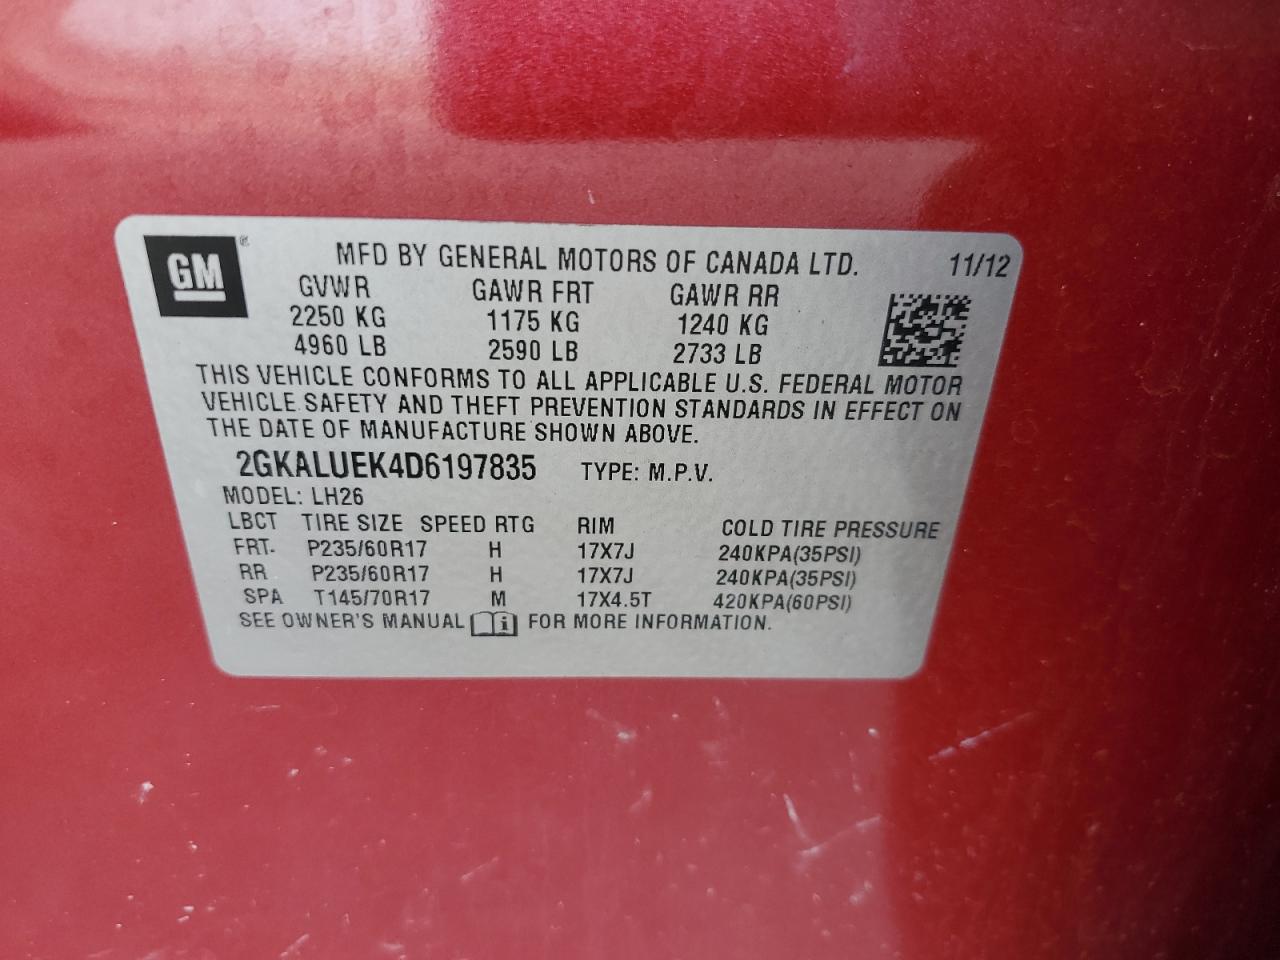 GM ®
MFD BY GENERAL MOTORS OF CANADA LTD. 11/12
GVWR GAWR FRT GAWR RR
2250 KG 1175 KG 1240 KG
4960 LB 2590 LB 2733 LB
THIS VEHICLE CONFORMS TO ALL APPLICABLE U.S. FEDERAL MOTOR
VEHICLE SAFETY AND THEFT PREVENTION STANDARDS IN EFFECT ON
THE DATE OF MANUFACTURE SHOWN ABOVE.
2GKALUEK4D6197835 TYPE: M.P.V.
MODEL: LH26
LBCT TIRE SIZE SPEED RTG RIM COLD TIRE PRESSURE
FRT. P235/60R17 H 17X7J 240KPA(35PSI)
RR P235/60R17 H 17X7J 240KPA(35PSI)
SPA T145/70R17 M 17X4.5T 420KPA(60PSI)
SEE OWNER'S MANUAL i FOR MORE INFORMATION.